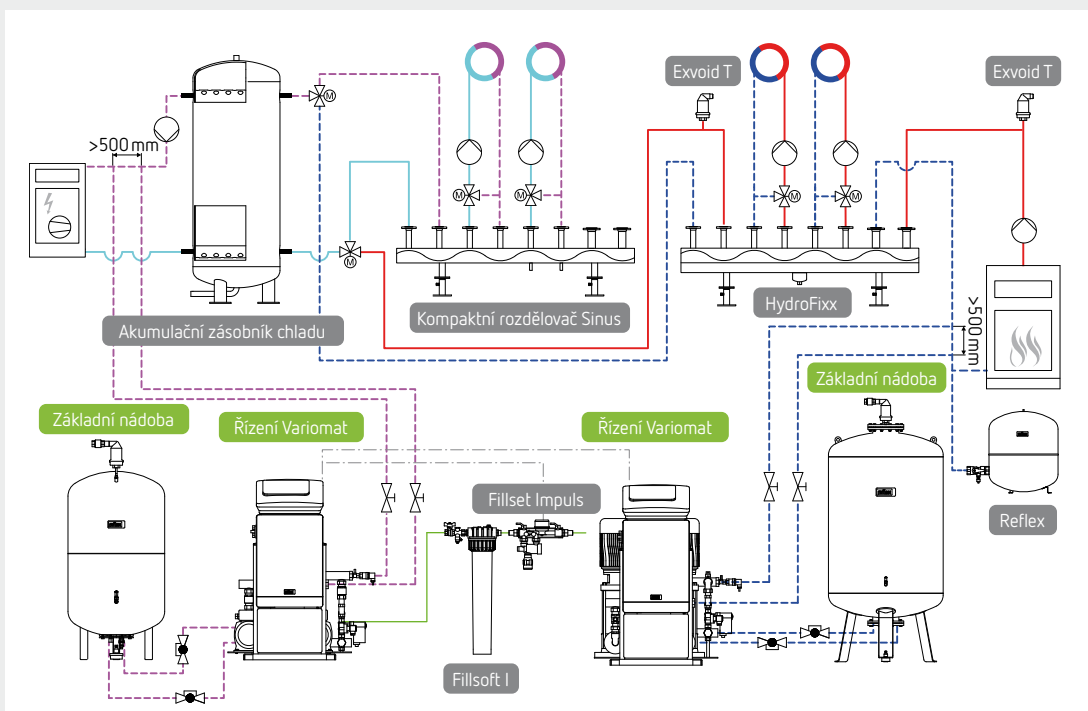 Exvoid T
Exvoid T
>500 mm
M
M
M
M
M
M
Akumulační zásobník chladu
Kompaktní rozdělovač Sinus
HydroFixx
>500 mm
Základní nádoba
Základní nádoba
Řízení Variomat
Řízení Variomat
Fillset Impuls
Reflex
Fillsoft I